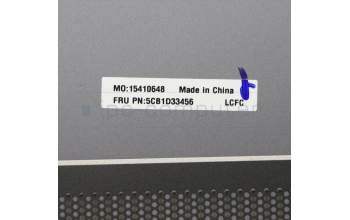 MO:15410648 Made in China
FRU PN:5CB1D33456 LCFC